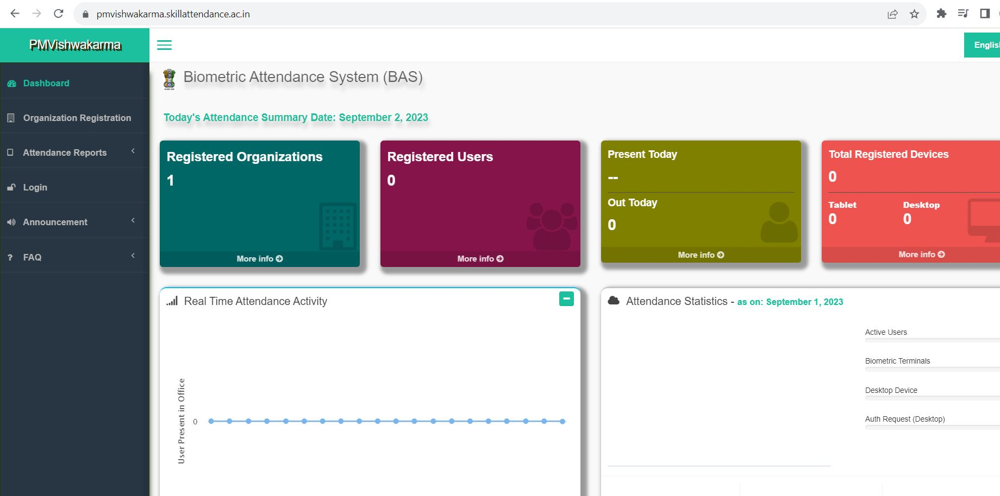 pmvishwakarma.skillattendance.ac.in
PMVishwakarma
Englis
Dashboard
Organization Registration
Attendance Reports
Login
Announcement
FAQ
Biometric Attendance System (BAS)
Today's Attendance Summary Date: September 2, 2023
Registered Organizations
1
More info
Registered Users
0
More info
Present Today
--
Out Today
0
More info
Total Registered Devices
0
Tablet Desktop
0 0
More info
Real Time Attendance Activity
User Present in Office
0
Attendance Statistics - as on: September 1, 2023
Active Users
Biometric Terminals
Desktop Device
Auth Request (Desktop)